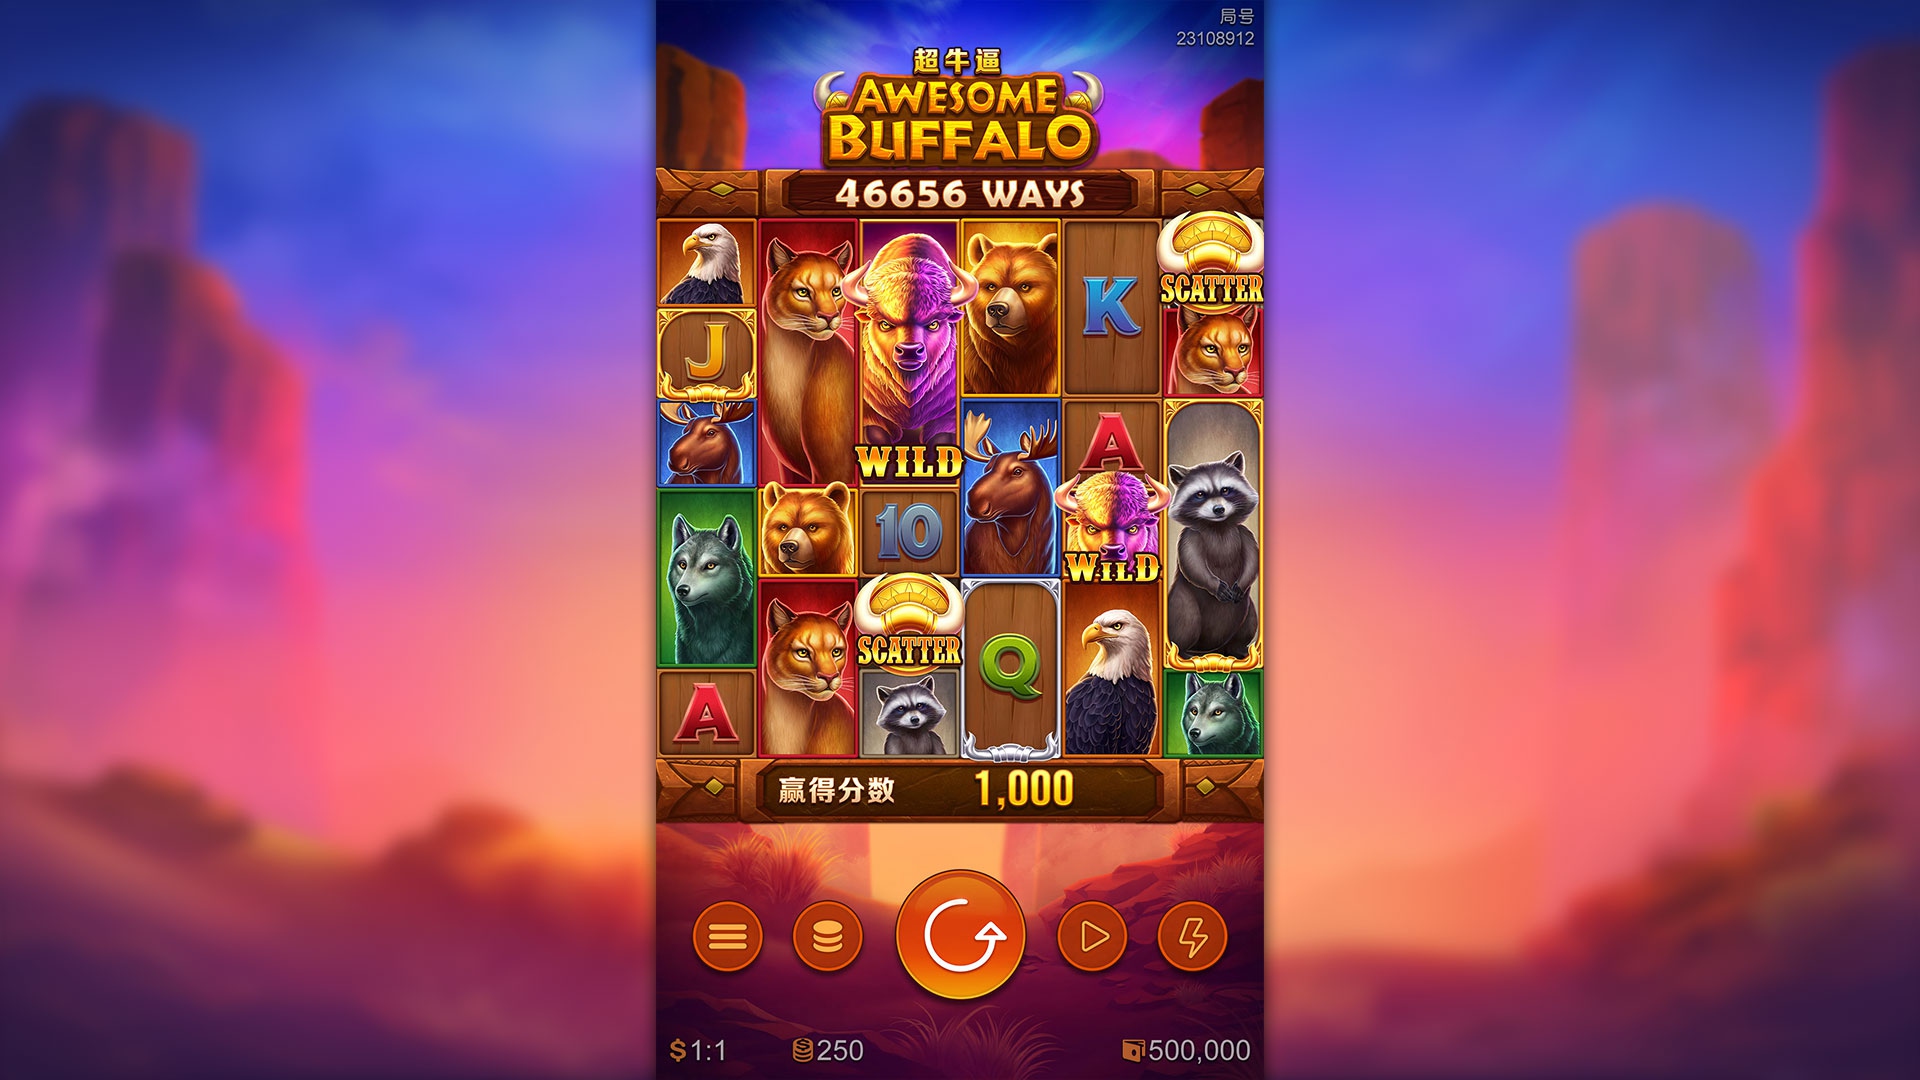 局号
23108912
超牛逼
AWESOME
BUFFALO
46656 WAYS
K
SCATTER
J
WILD
A
10
WILD
SCATTER
Q
A
赢得分数 1,000
$1:1 250 500,000